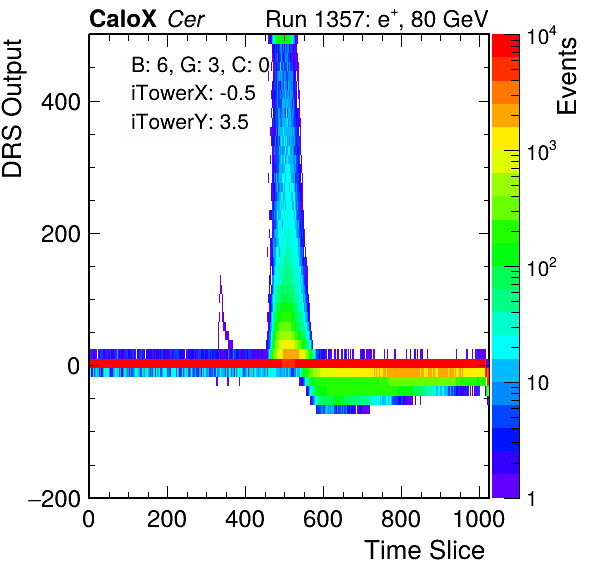 CaloX Cer Run 1357: e+, 80 GeV
B: 6, G: 3, C: 0
iTowerX: -0.5
iTowerY: 3.5
DRS Output
400
200
0
−200
0 200 400 600 800 1000
Time Slice
Events
10^4
10^3
10^2
10
1